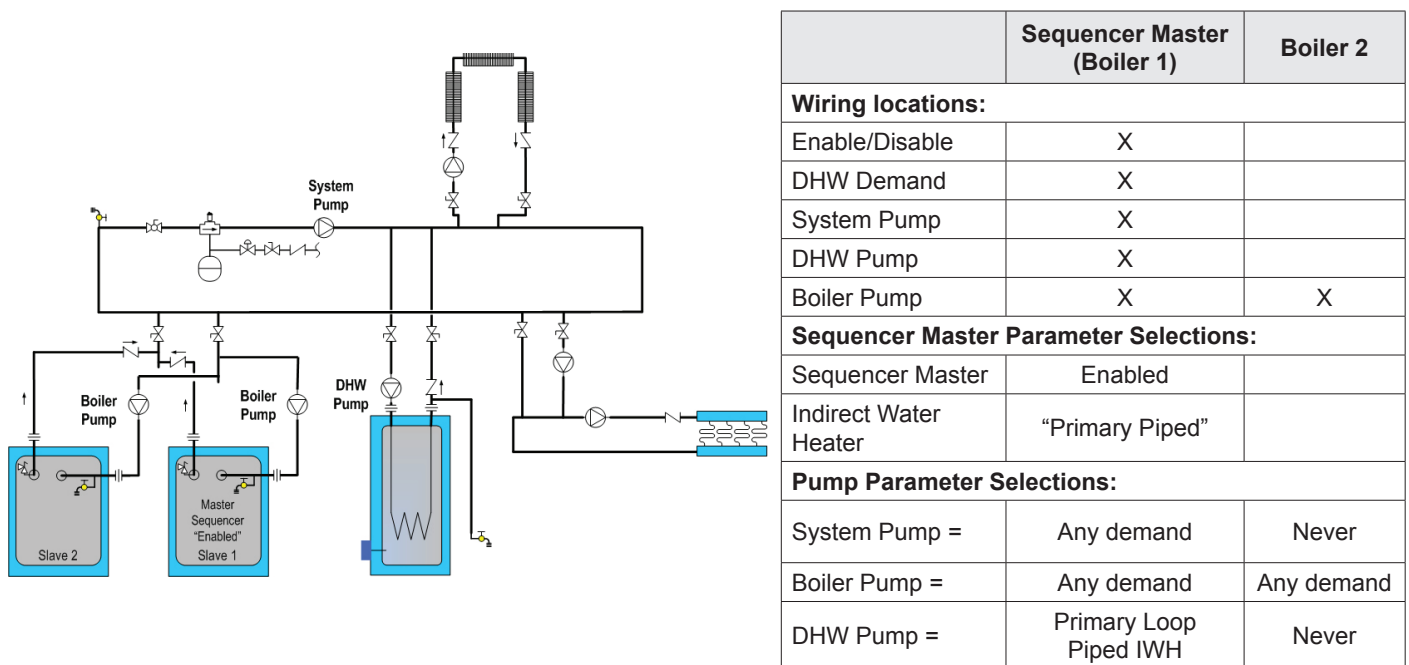 System
Pump
Boiler
Pump
Boiler
Pump
DHW
Pump
Slave 2
Master
Sequencer
“Enabled”
Slave 1
Sequencer Master
(Boiler 1)
Boiler 2
Wiring locations:
Enable/Disable X
DHW Demand X
System Pump X
DHW Pump X
Boiler Pump X X
Sequencer Master Parameter Selections:
Sequencer Master Enabled
Indirect Water
Heater
“Primary Piped”
Pump Parameter Selections:
System Pump = Any demand Never
Boiler Pump = Any demand Any demand
DHW Pump =
Primary Loop
Piped IWH
Never